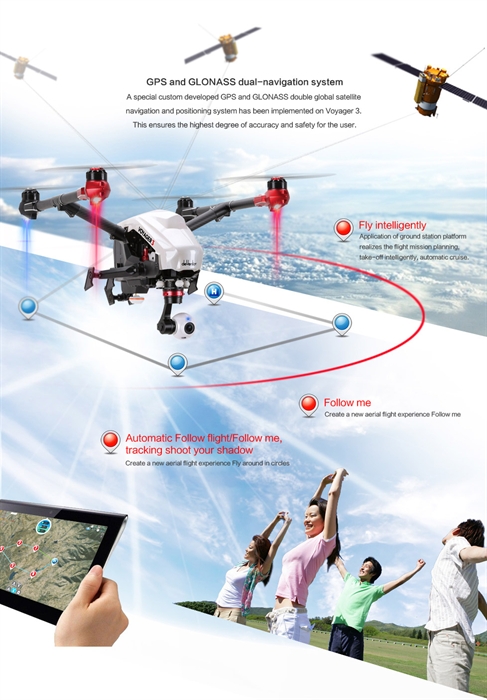 GPS and GLONASS dual-navigation system
A special custom developed GPS and GLONASS double global satellite
navigation and positioning system has been implemented on Voyager 3.
This ensures the highest degree of accuracy and safety for the user.
Fly intelligently
Application of ground station platform
realizes the flight mission planning,
take-off intelligently, automatic cruise.
H
Follow me
Create a new aerial flight experience Follow me
Automatic Follow flight/Follow me,
tracking shoot your shadow
Create a new aerial flight experience Fly around in circles